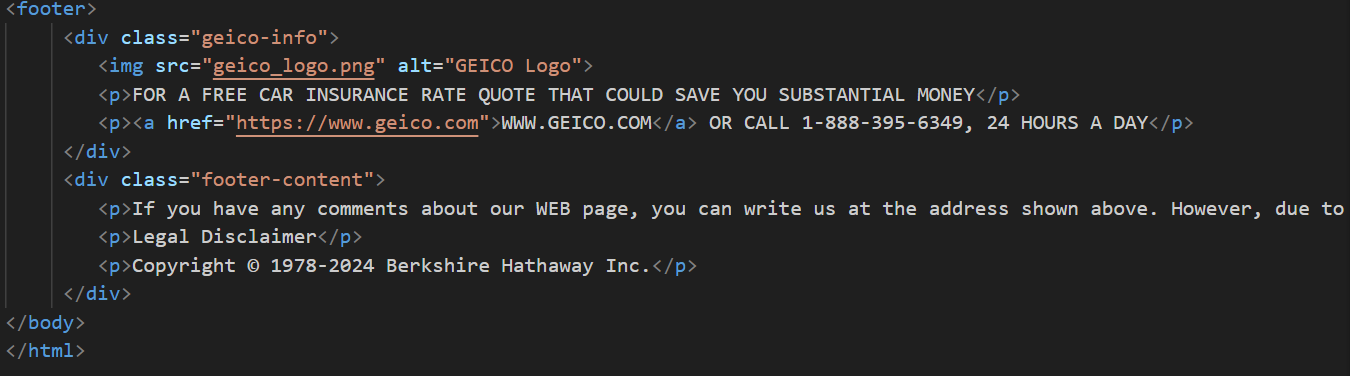 <footer>
<div class="geico-info">
<img src="geico_logo.png" alt="GEICO Logo">
<p>FOR A FREE CAR INSURANCE RATE QUOTE THAT COULD SAVE YOU SUBSTANTIAL MONEY</p>
<p><a href="https://www.geico.com">WWW.GEICO.COM</a> OR CALL 1-888-395-6349, 24 HOURS A DAY</p>
</div>
<div class="footer-content">
<p>If you have any comments about our WEB page, you can write us at the address shown above. However, due to
<p>Legal Disclaimer</p>
<p>Copyright © 1978-2024 Berkshire Hathaway Inc.</p>
</div>
</body>
</html>